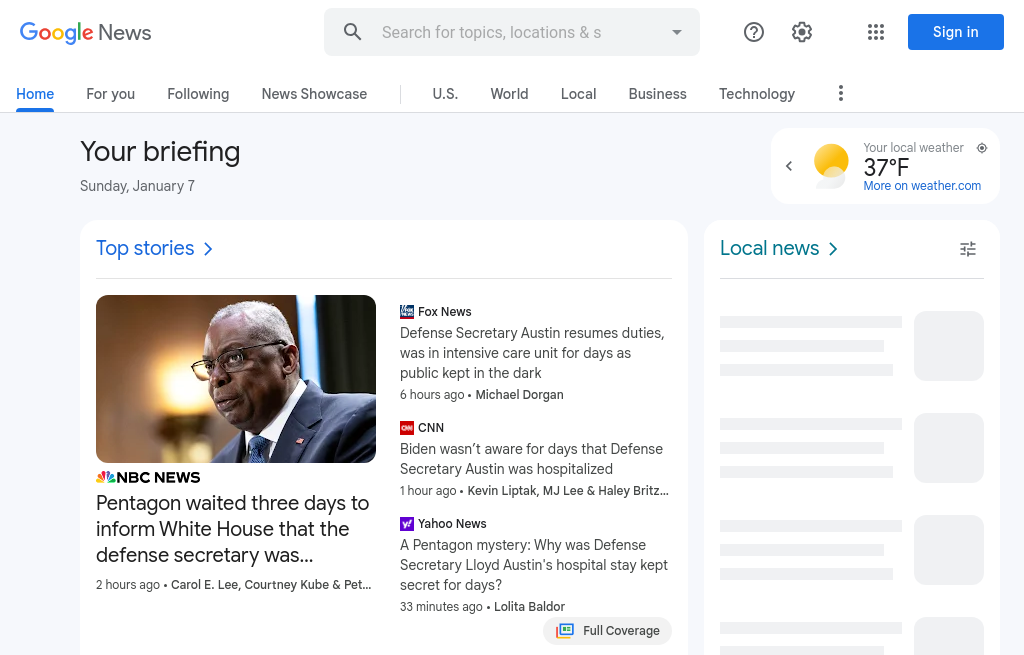 Google News
Search for topics, locations & s
Sign in
Home
For you
Following
News Showcase
U.S.
World
Local
Business
Technology
Your briefing
Sunday, January 7
Your local weather
37°F
More on weather.com
Top stories
NBC NEWS
Pentagon waited three days to
inform White House that the
defense secretary was...
2 hours ago • Carol E. Lee, Courtney Kube & Pet...
Fox News
Defense Secretary Austin resumes duties,
was in intensive care unit for days as
public kept in the dark
6 hours ago • Michael Dorgan
CNN
Biden wasn’t aware for days that Defense
Secretary Austin was hospitalized
1 hour ago • Kevin Liptak, MJ Lee & Haley Britz...
Yahoo News
A Pentagon mystery: Why was Defense
Secretary Lloyd Austin's hospital stay kept
secret for days?
33 minutes ago • Lolita Baldor
Full Coverage
Local news